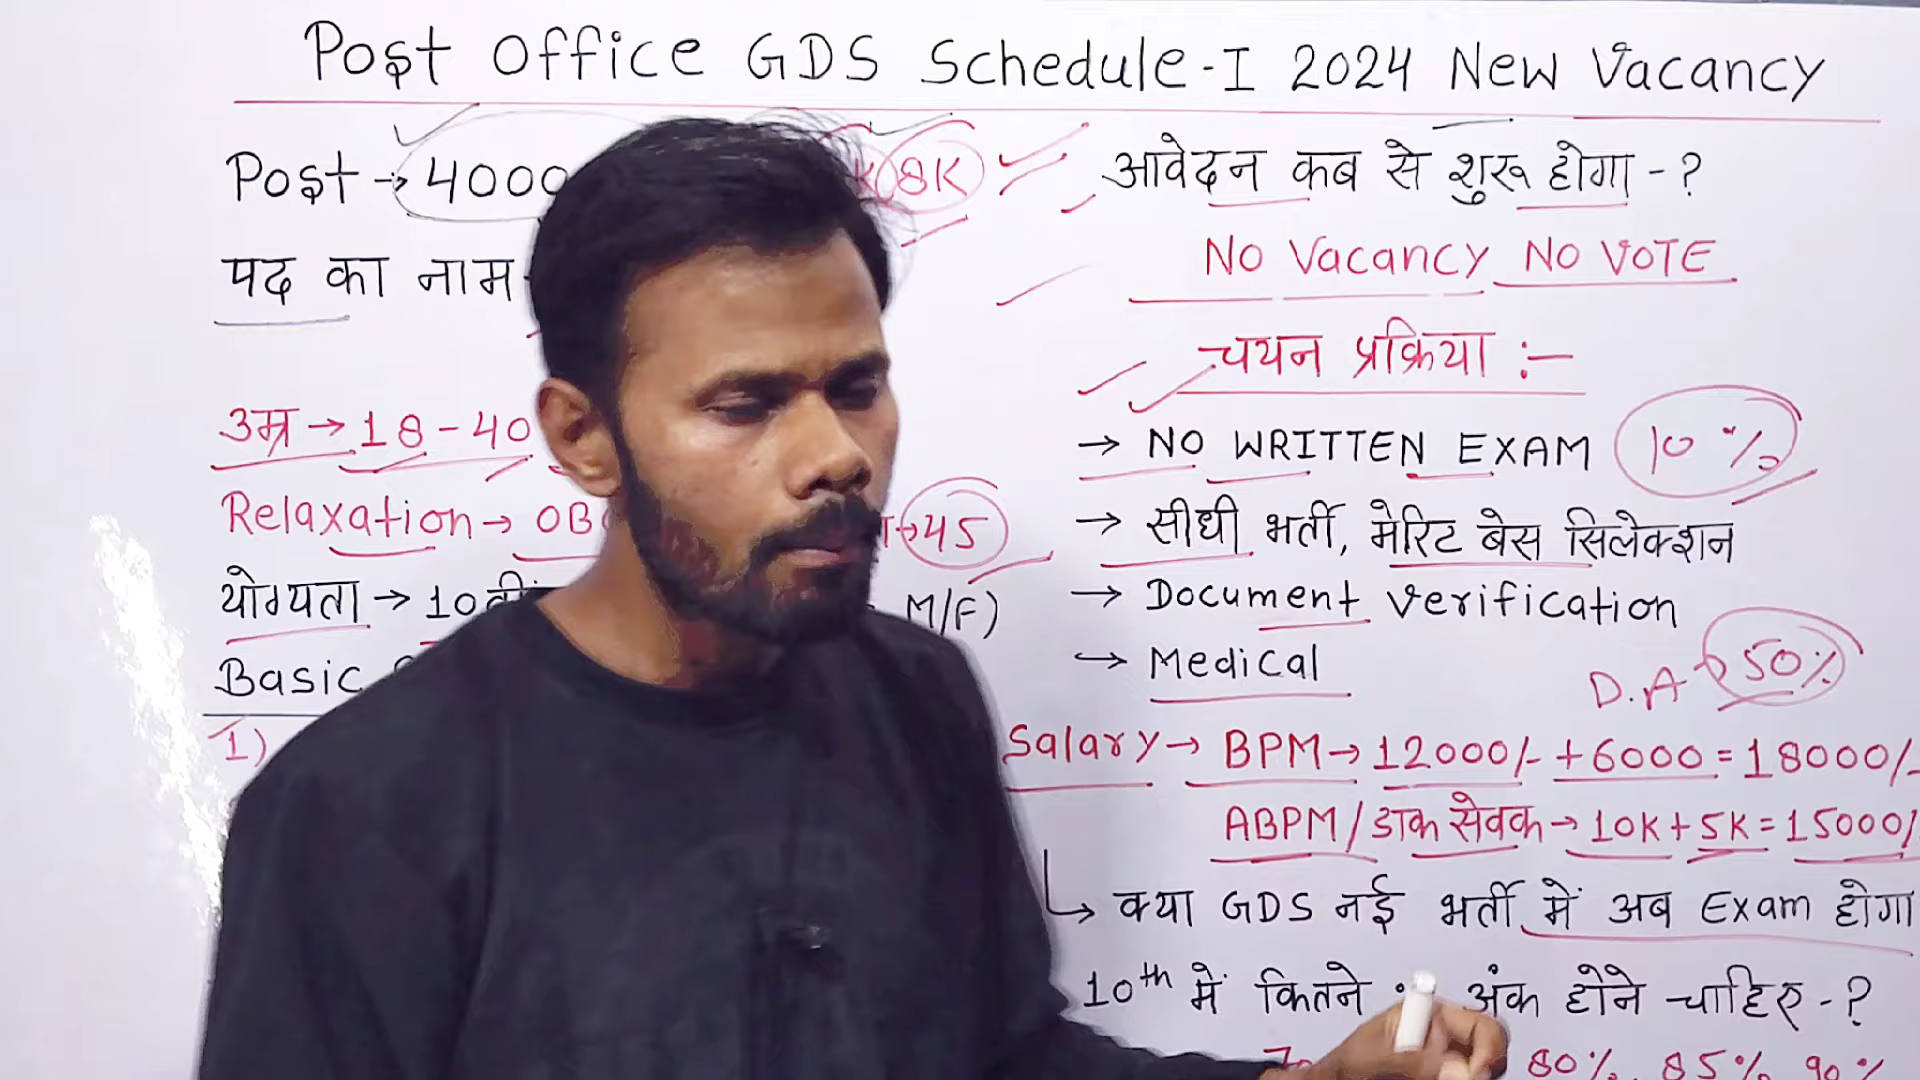 Post Office GDS Schedule-I 2024 New Vacancy
Post → 4000
8K
पद का नाम
उम्र → 18-40
Relaxation → OB
→ 45
योग्यता → 10वीं
M/F)
Basic
1)
आवेदन कब से शुरू होगा - ?
NO Vacancy NO VOTE
चयन प्रक्रिया :-
→ NO WRITTEN EXAM 10 %
→ सीधी भर्ती, मेरिट बेस सिलेक्शन
→ Document Verification
→ Medical
D.A → 50%
Salary → BPM → 12000/- + 6000 = 18000/-
ABPM / डाक सेवक → 10K + 5K = 15000/
→ क्या GDS नई भर्ती में अब Exam होगा
10th में कितने अंक होने चाहिए - ?
80%, 85%, 90%